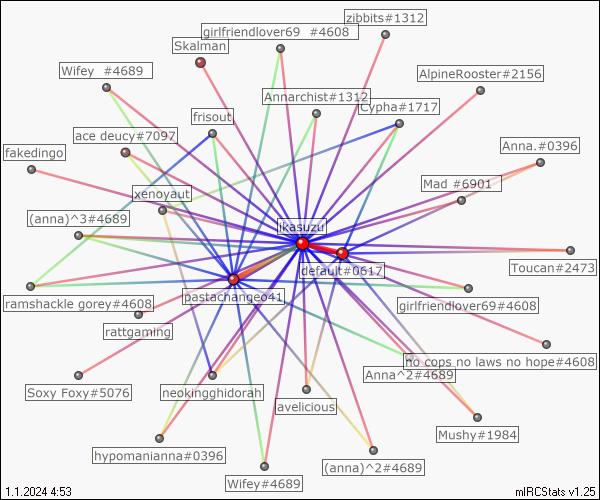 zibbits#1312
girlfriendlover69 #4608
Skalman
Wifey #4689
AlpineRooster#2156
Annarchist#1312
Cypha#1717
frisout
ace deucy#7097
Anna.#0396
fakedingo
Mad #6901
xenoyaut
(anna)^3#4689
ikasuzu
default#0617
Toucan#2473
pastachangeo41
ramshackle gorey#4608
girlfriendlover69#4608
rattgaming
no cops no laws no hope#4608
Anna^2#4689
Soxy Foxy#5076
neokingghidorah
avelicious
Mushy#1984
hypomanianna#0396
(anna)^2#4689
Wifey#4689
1.1.2024 4:53
mIRCStats v1.25